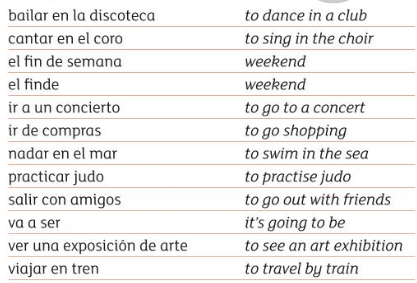 bailar en la discoteca to dance in a club
cantar en el coro to sing in the choir
el fin de semana weekend
el finde weekend
ir a un concierto to go to a concert
ir de compras to go shopping
nadar en el mar to swim in the sea
practicar judo to practise judo
salir con amigos to go out with friends
va a ser it's going to be
ver una exposición de arte to see an art exhibition
viajar en tren to travel by train